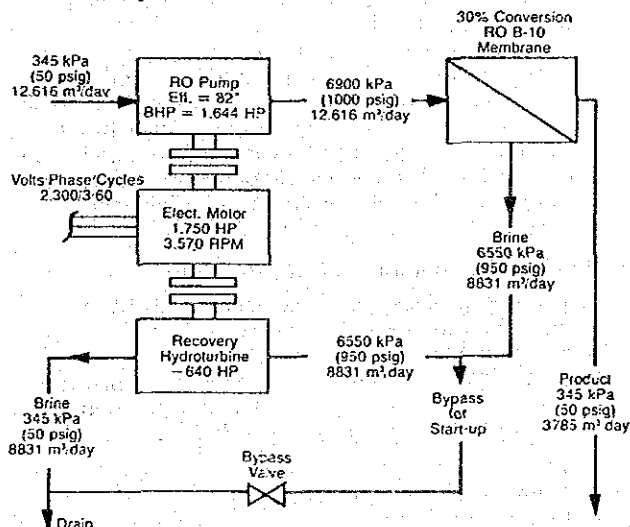 30% Conversion
RO B-10
Membrane
345 kPa
(50 psig)
12.616 m³/day
RO Pump
Eff. = 82°
BHP = 1.644 HP
6900 kPa
(1000 psig)
12.616 m³/day
Volts Phase/Cycles
2.300/3·60
Elect. Motor
1.750 HP
3.570 RPM
Brine
6550 kPa
(950 psig)
8831 m³/day
Recovery
Hydroturbine
~640 HP
6550 kPa
(950 psig)
8831 m³/day
Brine
345 kPa
(50 psig)
8831 m³/day
Bypass
for
Start-up
Product
345 kPa
(50 psig)
3785 m³/day
Bypass
Valve
Drain